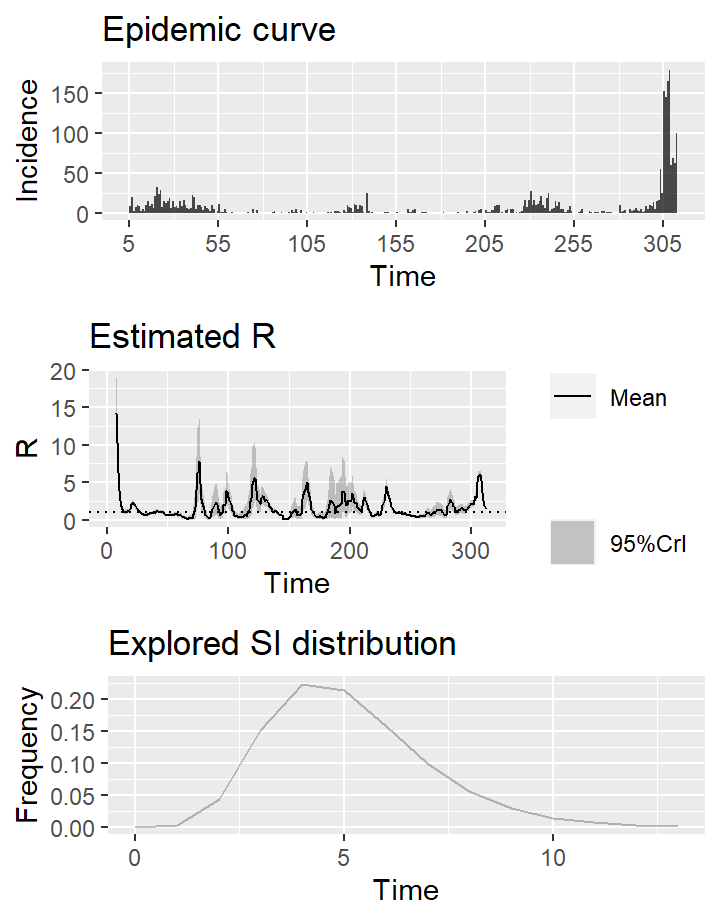 Epidemic curve
150
100
50
0
Incidence
5 55 105 155 205 255 305
Time
Estimated R
20
15
10
5
0
R
0 100 200 300
Time
Mean
95%CrI
Explored SI distribution
0.20
0.15
0.10
0.05
0.00
Frequency
0 5 10
Time